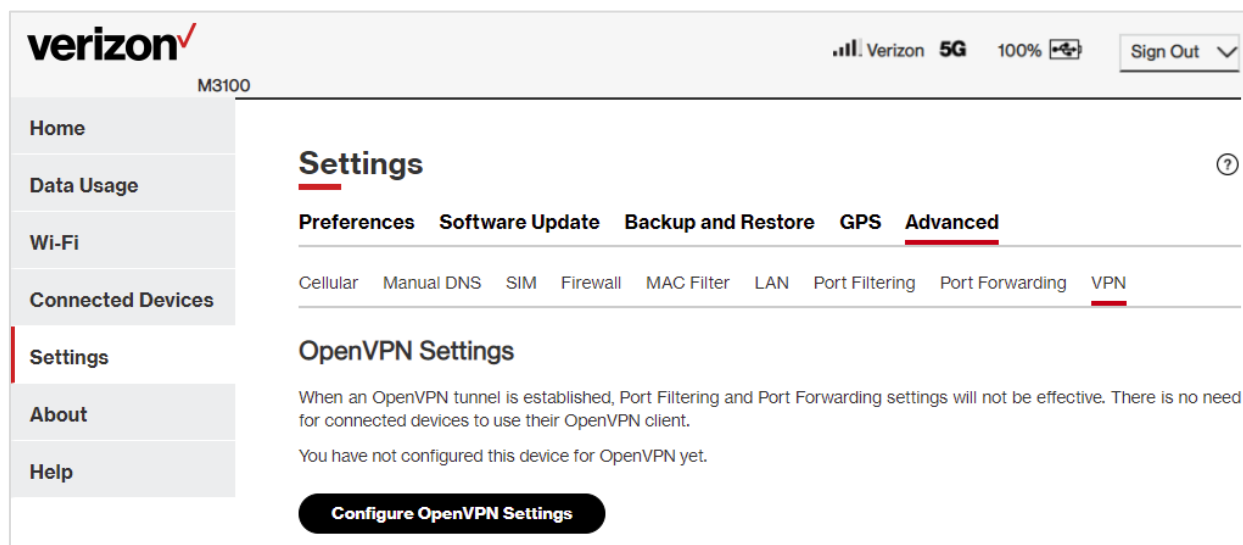 verizon
Verizon 5G 100% Sign Out
M3100
Home
Data Usage
Wi-Fi
Connected Devices
Settings
About
Help
Settings
?
Preferences Software Update Backup and Restore GPS Advanced
Cellular Manual DNS SIM Firewall MAC Filter LAN Port Filtering Port Forwarding VPN
OpenVPN Settings
When an OpenVPN tunnel is established, Port Filtering and Port Forwarding settings will not be effective. There is no need
for connected devices to use their OpenVPN client.
You have not configured this device for OpenVPN yet.
Configure OpenVPN Settings